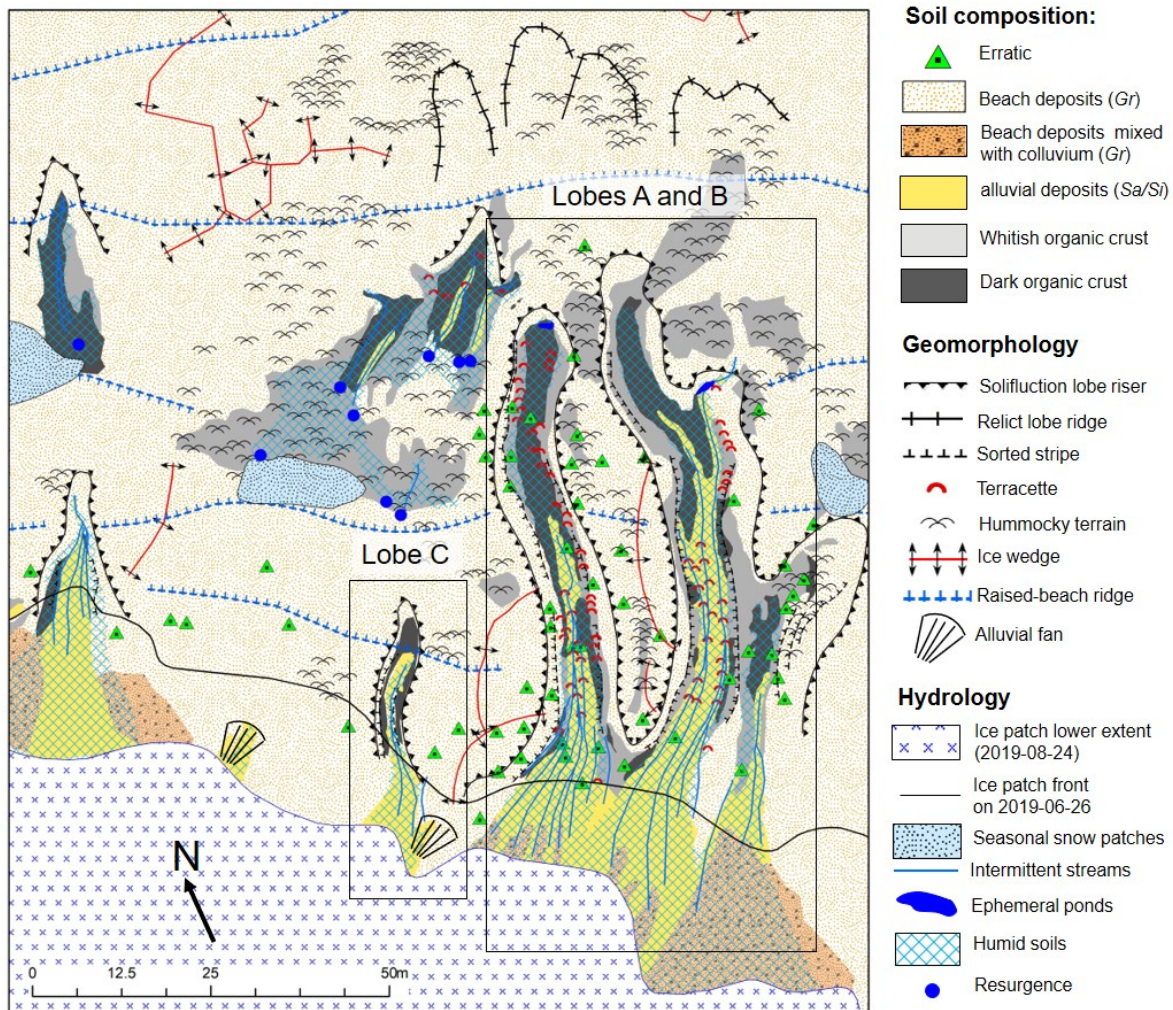 Lobes A and B
Lobe C
N
0 12.5 25 50m
Soil composition:
Erratic
Beach deposits (Gr)
Beach deposits mixed
with colluvium (Gr)
alluvial deposits (Sa/Si)
Whitish organic crust
Dark organic crust
Geomorphology
Solifluction lobe riser
Relict lobe ridge
Sorted stripe
Terracette
Hummocky terrain
Ice wedge
Raised-beach ridge
Alluvial fan
Hydrology
Ice patch lower extent
(2019-08-24)
Ice patch front
on 2019-06-26
Seasonal snow patches
Intermittent streams
Ephemeral ponds
Humid soils
Resurgence